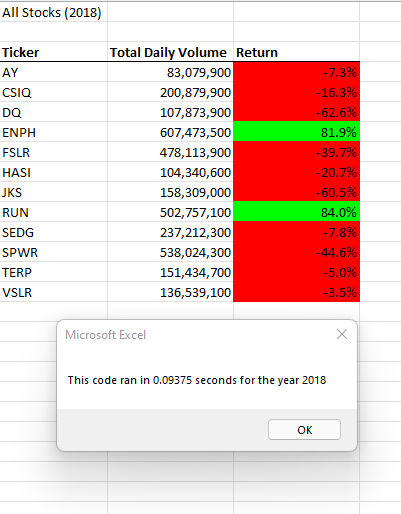 All Stocks (2018)
Ticker Total Daily Volume Return
AY 83,079,900 -7.3%
CSIQ 200,879,900 -16.3%
DQ 107,873,900 -62.6%
ENPH 607,473,500 81.9%
FSLR 478,113,900 -39.7%
HASI 104,340,600 -20.7%
JKS 158,309,000 -60.5%
RUN 502,757,100 84.0%
SEDG 237,212,300 -7.8%
SPWR 538,024,300 -44.6%
TERP 151,434,700 -5.0%
VSLR 136,539,100 -3.5%
Microsoft Excel
This code ran in 0.09375 seconds for the year 2018
OK